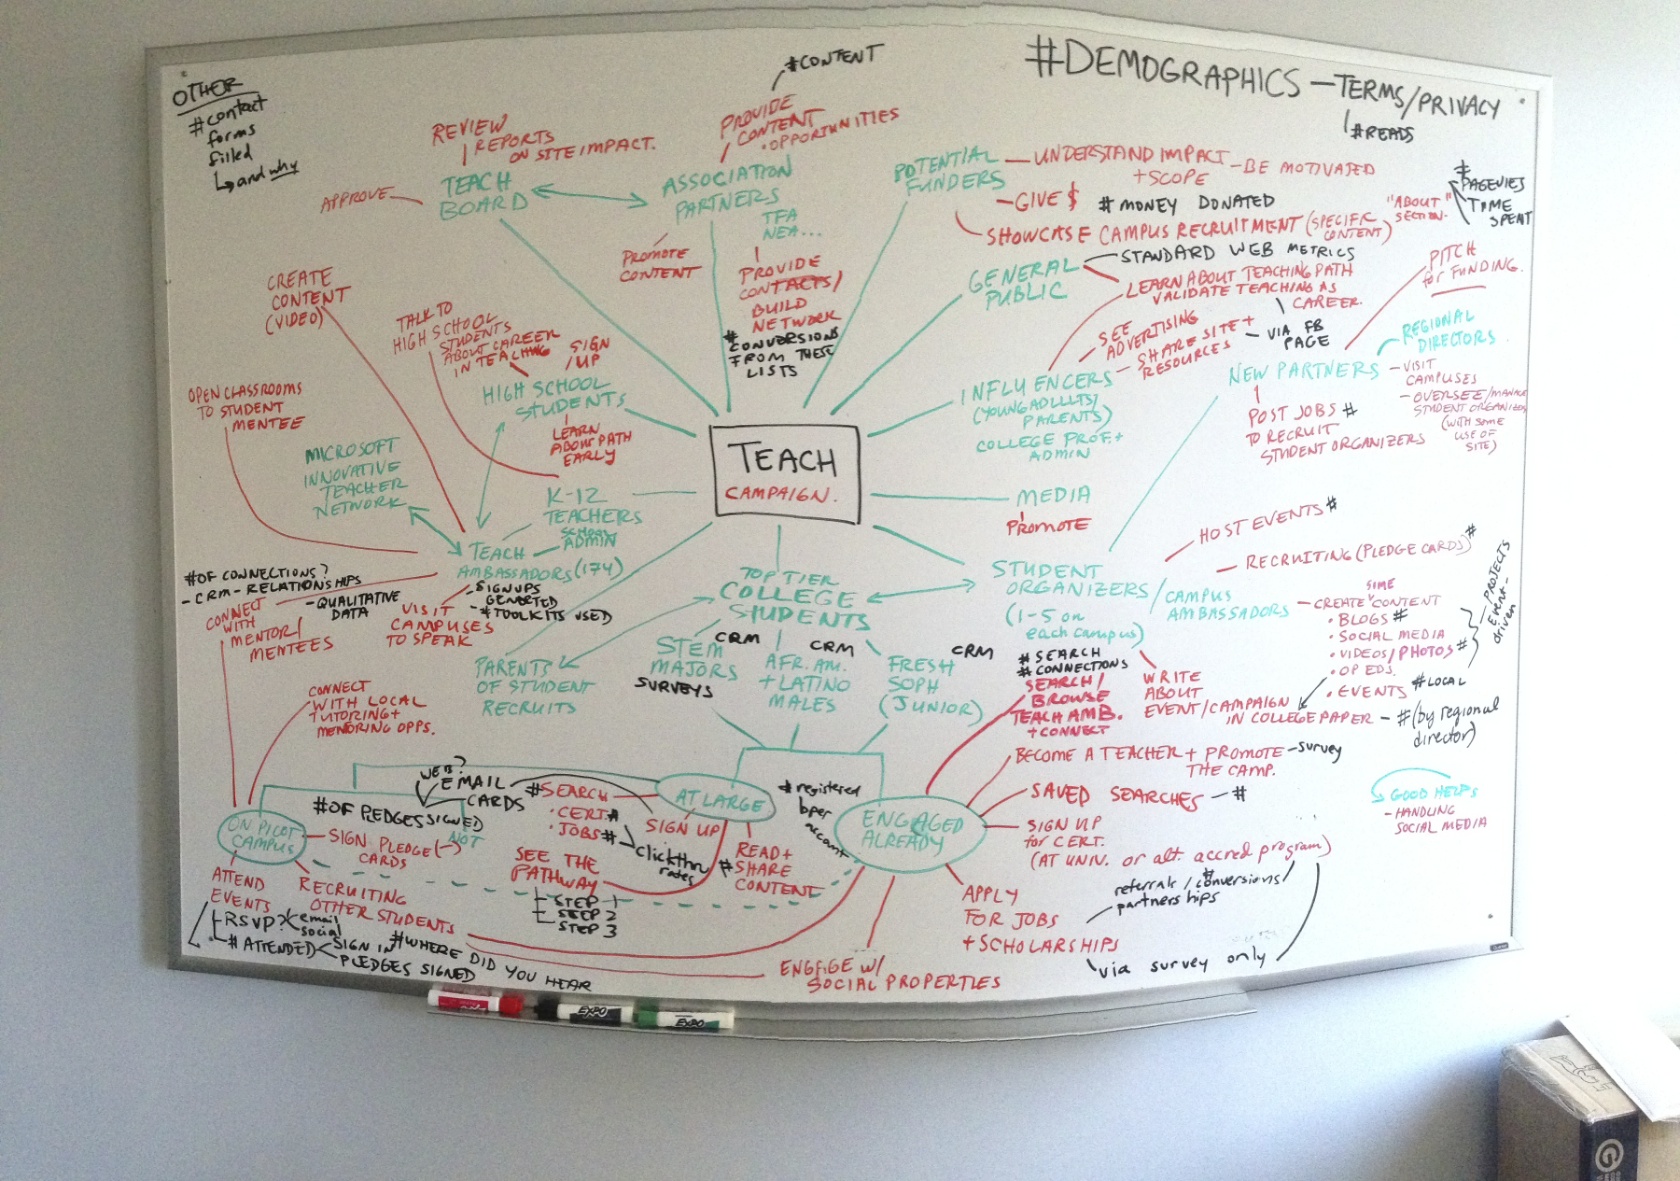 OTHER
#contact
forms
filled
↳and why
#CONTENT
PROVIDE
CONTENT
• OPPORTUNITIES
#DEMOGRAPHICS – TERMS/PRIVACY
#READS
REVIEW
REPORTS
ON SITE IMPACT.
APPROVE
TEACH
BOARD
ASSOCIATION
PARTNERS
TFA
NEA...
PROMOTE
CONTENT
PROVIDE
CONTACTS/
BUILD
NETWORK
#
CONVERSIONS
FROM THESE
LISTS
POTENTIAL
FUNDERS
UNDERSTAND IMPACT
+ SCOPE
– BE MOTIVATED
– GIVE $
# MONEY DONATED
SHOWCASE CAMPUS RECRUITMENT (SPECIFIC
CONTENT)
"ABOUT"
SECTION.
#
PAGEVIES
TIME
SPENT
GENERAL
PUBLIC
STANDARD WEB METRICS
LEARN ABOUT TEACHING PATH
VALIDATE TEACHING AS
CAREER.
PITCH
for FUNDING.
SEE
ADVERTISING
SHARE SITE +
RESOURCES
– VIA FB
PAGE
REGIONAL
DIRECTORS
INFLUENCERS
(YOUNG ADULTS/
PARENTS)
COLLEGE PROF. +
ADMIN
NEW PARTNERS
– VISIT
CAMPUSES
– OVERSEE/MANAGE
STUDENT ORGANIZERS
(WITH SOME
USE OF
SITE)
POST JOBS #
TO RECRUIT
STUDENT ORGANIZERS
CREATE
CONTENT
(VIDEO)
TALK TO
HIGH SCHOOL
STUDENTS
ABOUT CAREER
IN TEACHING
SIGN
UP
HIGH SCHOOL
STUDENTS
LEARN
ABOUT PATH
EARLY
OPEN CLASSROOMS
TO STUDENT
MENTEE
MICROSOFT
INNOVATIVE
TEACHER
NETWORK
TEACH
CAMPAIGN.
K-12
TEACHERS
SCHOOL
ADMIN
MEDIA
PROMOTE
TEACH
AMBASSADORS (174)
– SIGNUPS
GENERTED
– #TOOLKITS USED
#OF CONNECTIONS?
– CRM – RELATIONSHIPS
– QUALITATIVE
DATA
CONNECT
WITH
MENTOR/
MENTEES
VISIT
CAMPUSES
TO SPEAK
PARENTS
OF STUDENT
RECRUITS
TOP TIER
COLLEGE
STUDENTS
STEM
MAJORS
CRM
SURVEYS
AFR. AM.
+ LATINO
MALES
CRM
FRESH
SOPH
(JUNIOR)
CRM
STUDENT
ORGANIZERS
(1-5 on
each campus)
/ CAMPUS
AMBASSADORS
HOST EVENTS #
RECRUITING (PLEDGE CARDS) #
– CREATE SOME CONTENT
• BLOGS #
• SOCIAL MEDIA
• VIDEOS/PHOTOS #
• OP EDS.
• EVENTS #LOCAL
PROJECTS
Event-
driven
# SEARCH
# CONNECTIONS
SEARCH/
BROWSE
TEACH AMB.
+ CONNECT
WRITE
ABOUT
EVENT/CAMPAIGN
IN COLLEGE PAPER – #(by regional
director)
BECOME A TEACHER + PROMOTE
THE CAMP.
– survey
SAVED SEARCHES – #
SIGN UP
for CERT.
(AT UNIV. or alt. accred program)
GOOD HELPS
– HANDLING
SOCIAL MEDIA
APPLY
FOR JOBS
+ SCHOLARSHIPS
referrals / #conversions/
partnerships
via survey only
CONNECT
WITH LOCAL
TUTORING +
MENTORING OPPS.
WEB?
EMAIL
CARDS
#OF PLEDGES SIGNED
NOT
ON PILOT
CAMPUS
SIGN PLEDGE
CARDS
ATTEND
EVENTS
RSVP?
email
social
# ATTENDED
SIGN IN
PLEDGES SIGNED
RECRUITING
OTHER STUDENTS
#WHERE DID YOU HEAR
AT LARGE
#SEARCH
• CERT. #
• JOBS #
clickthru
rates
SIGN UP
READ +
# SHARE
CONTENT
SEE THE
PATHWAY
STEP 1
STEP 2
STEP 3
# registered
per
account
ENGAGED
ALREADY
ENGAGE W/
SOCIAL PROPERTIES
EXPO
EXPO